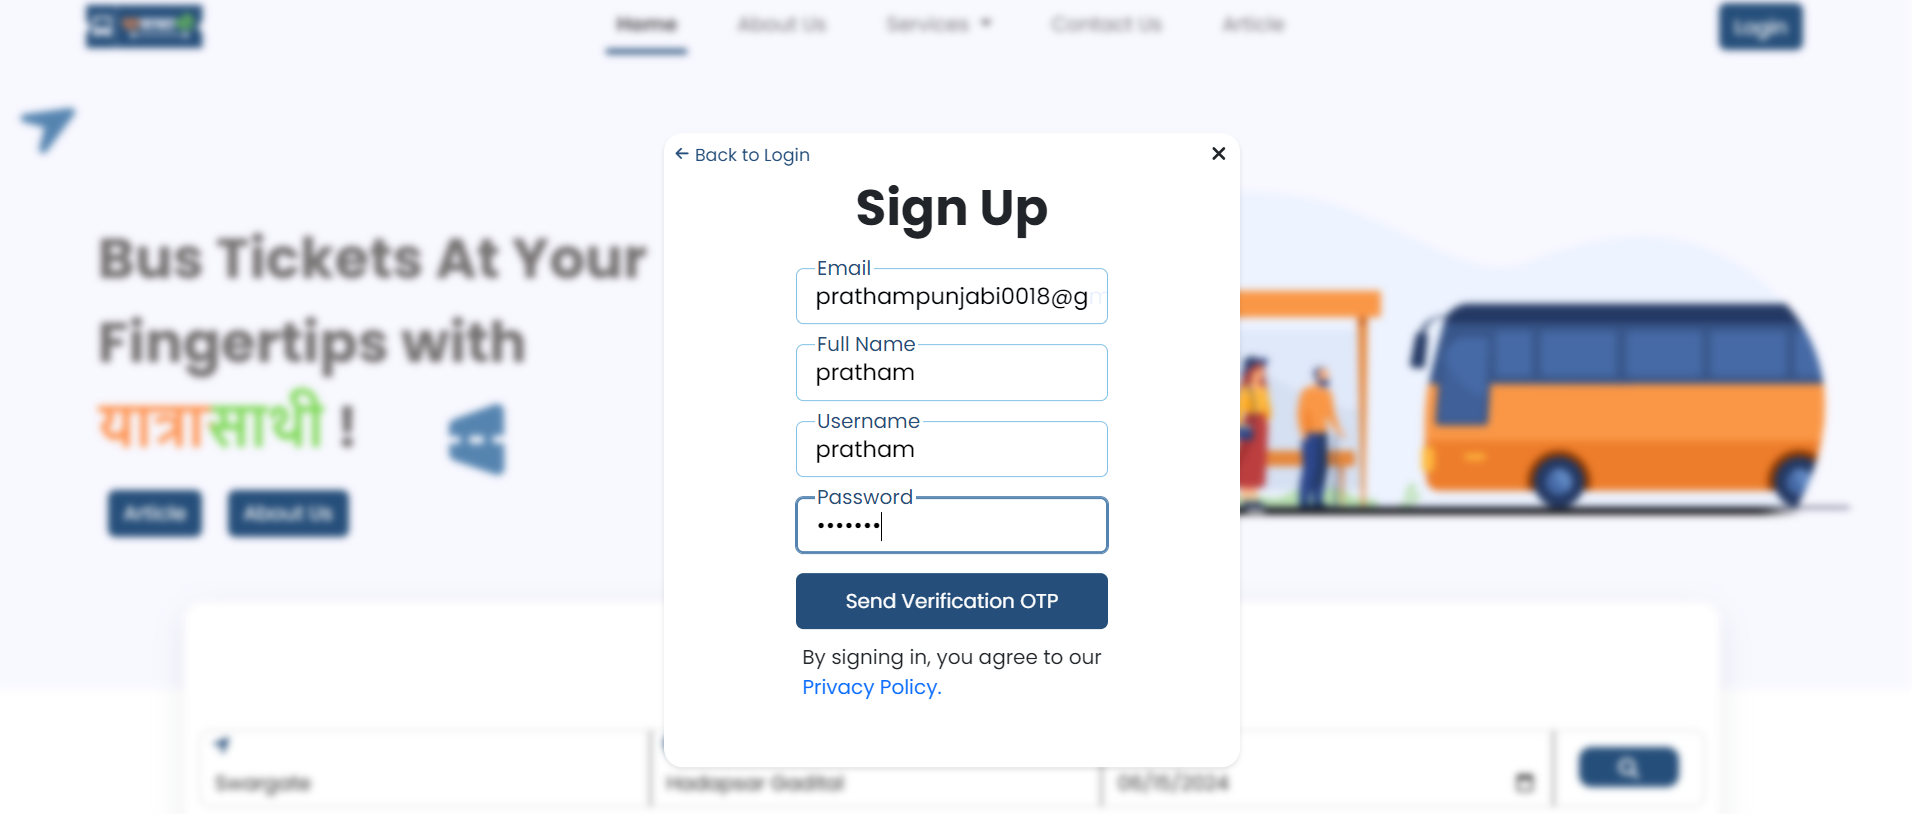 Home About Us Services Contact Us Article Login
← Back to Login
Sign Up
Bus Tickets At Your
Fingertips with
यात्रासाथी !
Article About Us
Email
prathampunjabi0018@gm
Full Name
pratham
Username
pratham
Password
•••••••
Send Verification OTP
By signing in, you agree to our
Privacy Policy.
Swargate Hadapsar Gadital 06/15/2024